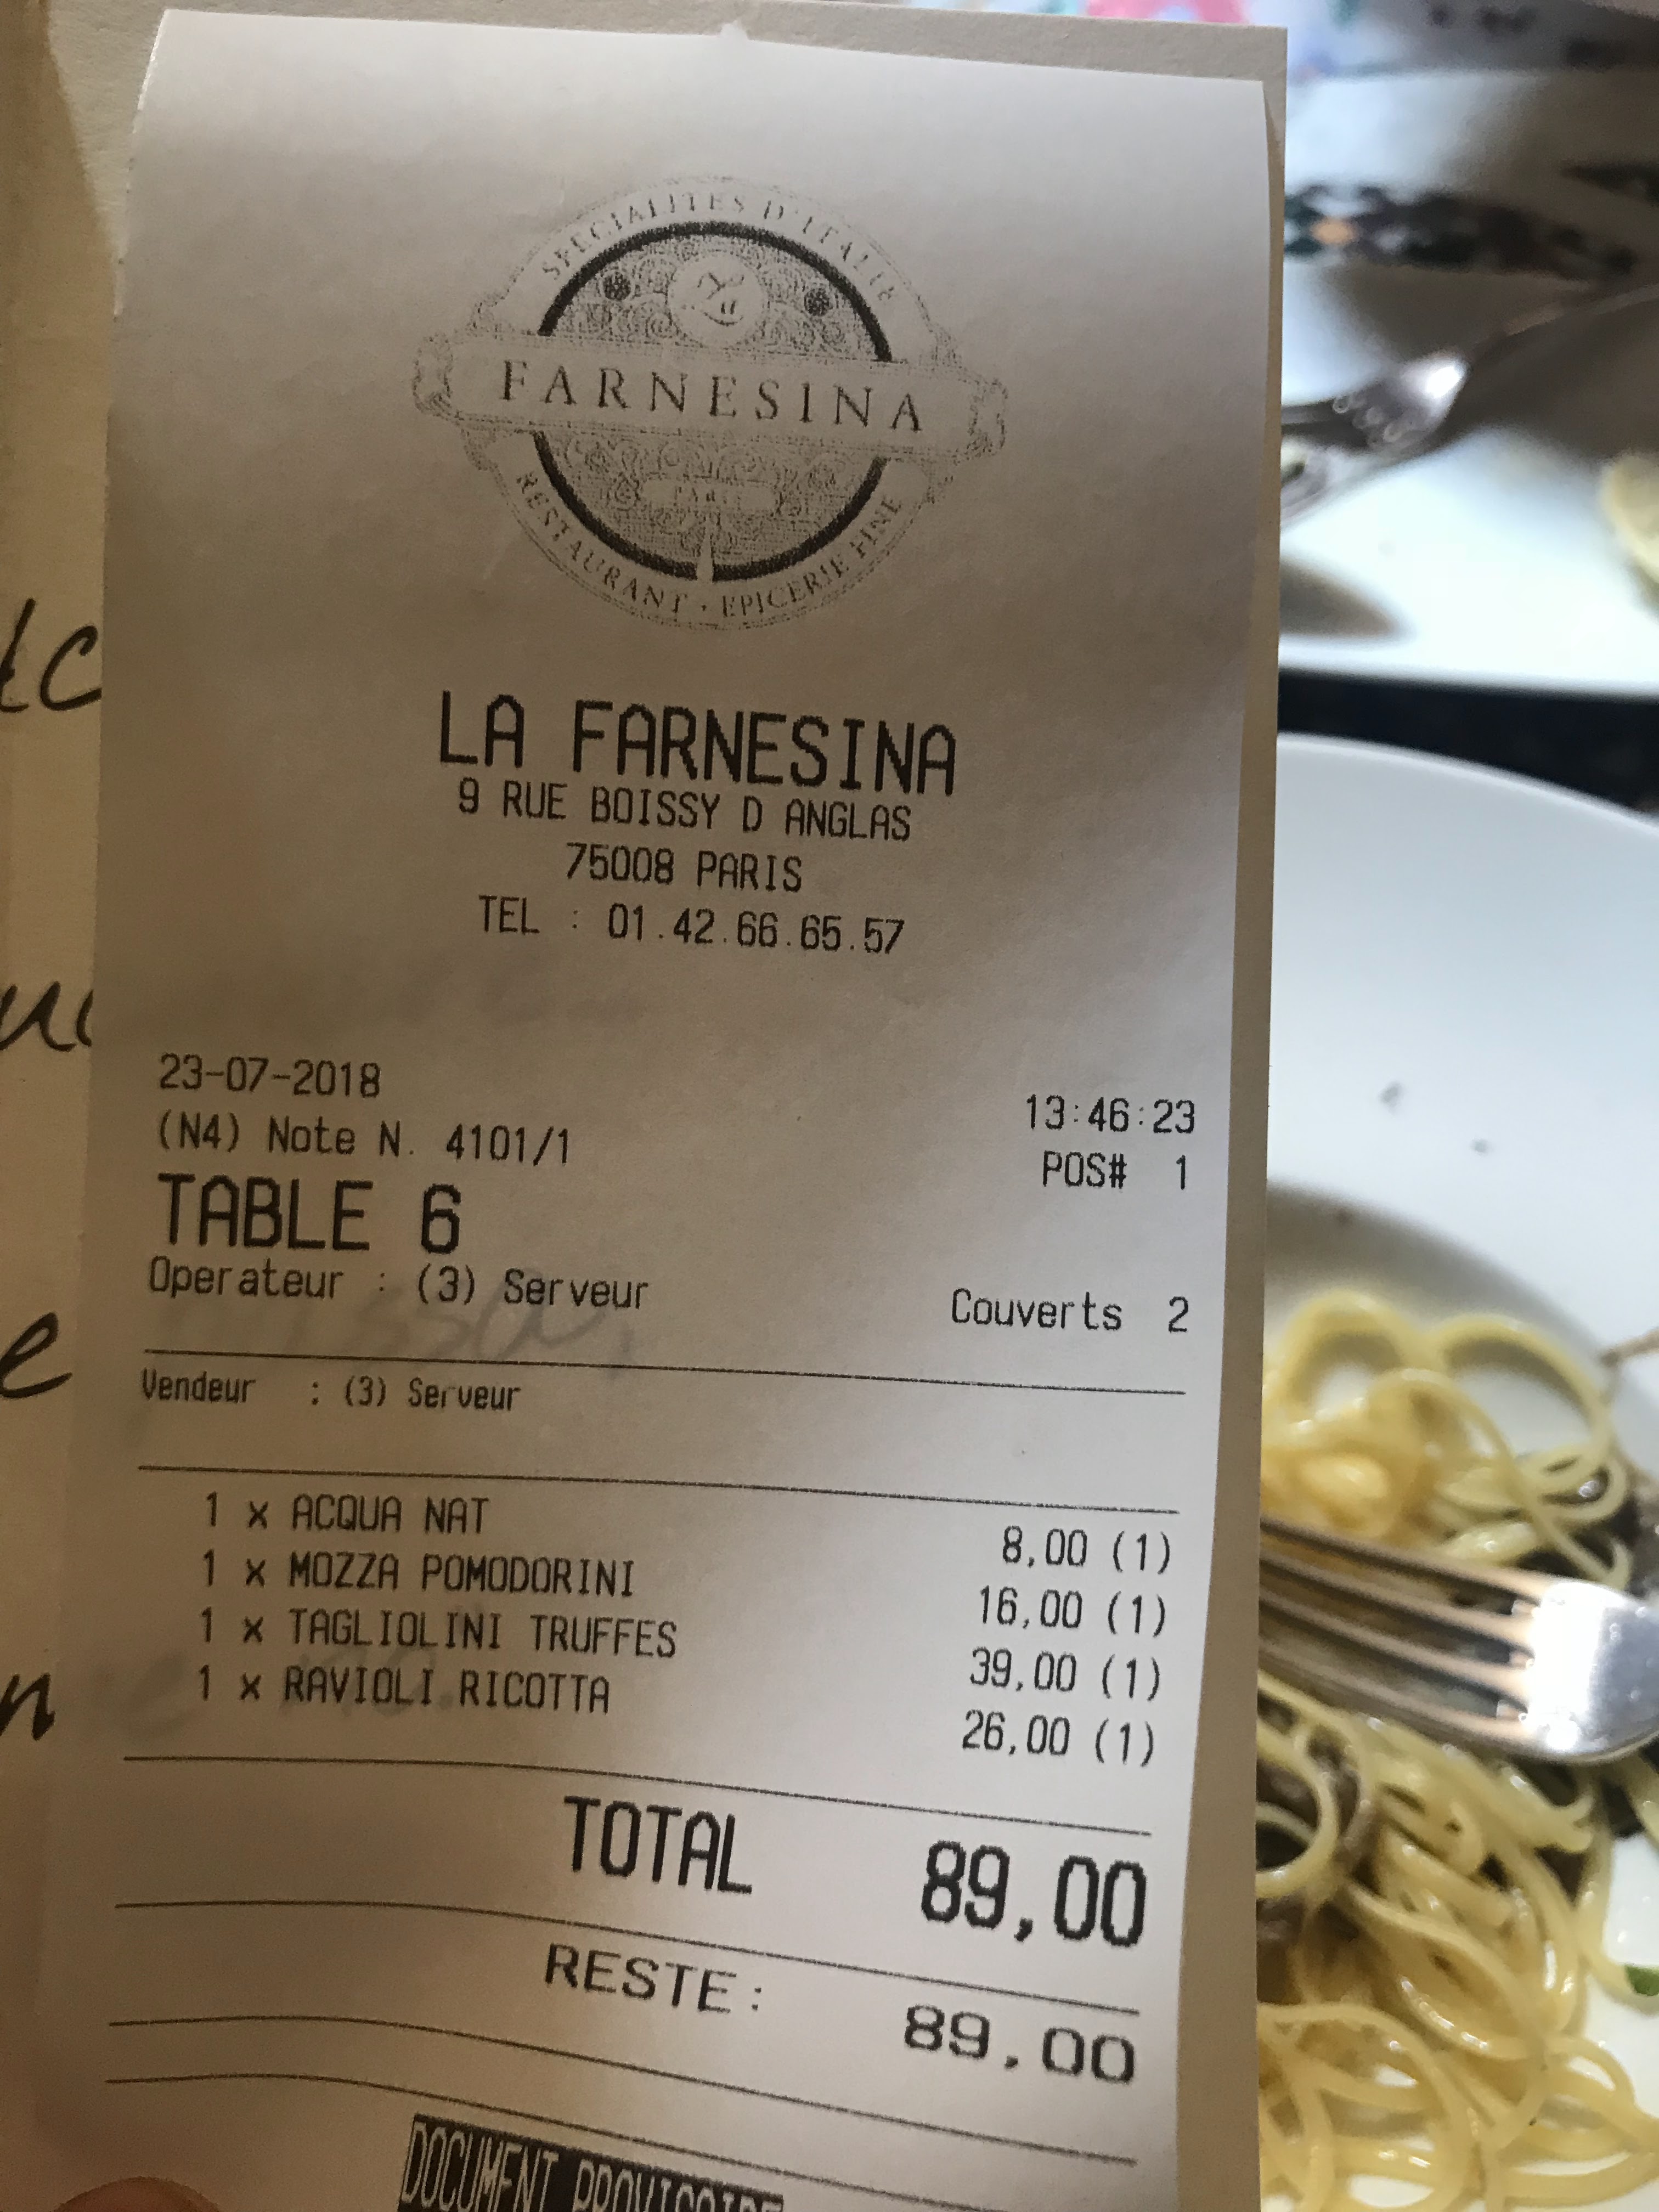 SPECIALITES D'ITALIE
La
FARNESINA
PARIS
RESTAURANT · EPICERIE FINE
LA FARNESINA
9 RUE BOISSY D ANGLAS
75008 PARIS
TEL : 01.42.66.65.57
23-07-2018 13:46:23
(N4) Note N. 4101/1 POS# 1
TABLE 6
Operateur : (3) Serveur Couverts 2
Vendeur : (3) Serveur
1 x ACQUA NAT 8,00 (1)
1 x MOZZA POMODORINI 16,00 (1)
1 x TAGLIOLINI TRUFFES 39,00 (1)
1 x RAVIOLI RICOTTA 26,00 (1)
TOTAL 89,00
RESTE: 89,00
DOCUMENT PROVISOIRE